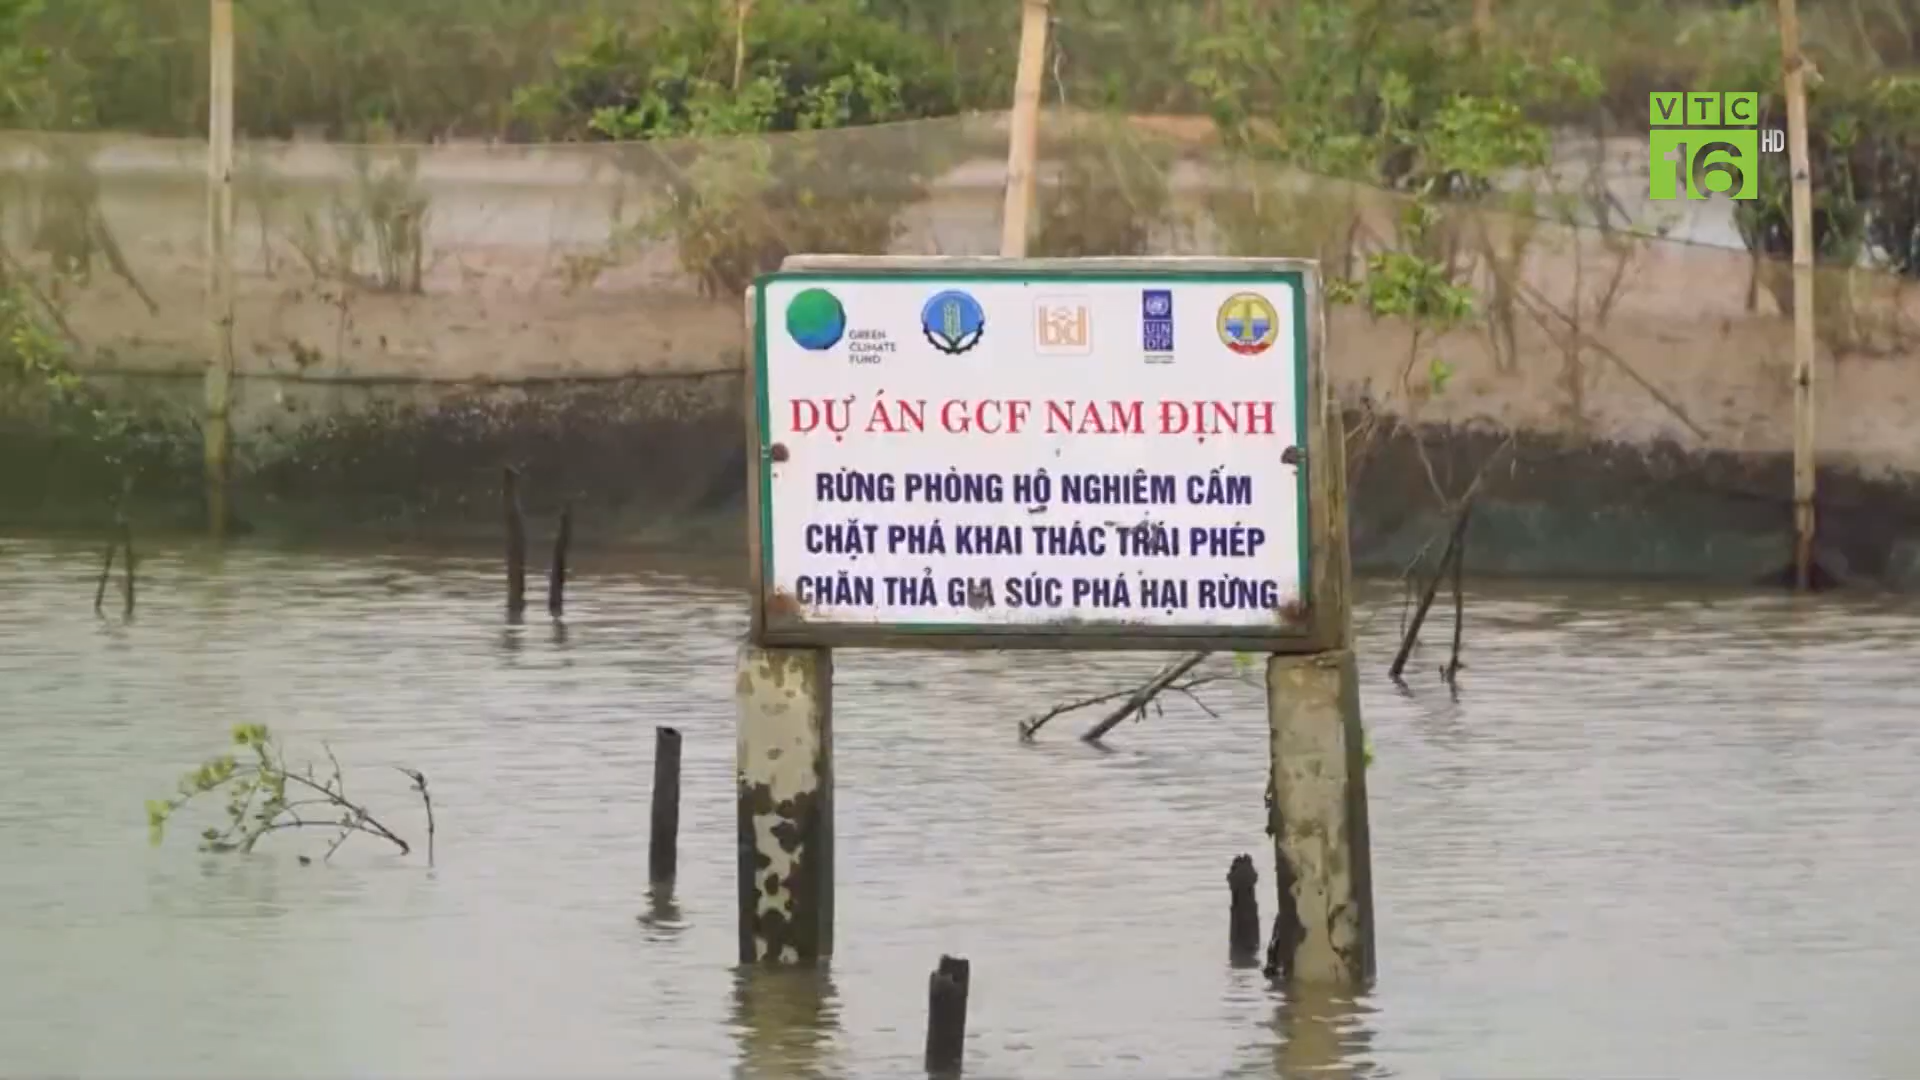 VTC
16 HD
GREEN
CLIMATE
FUND
UN
DP
DỰ ÁN GCF NAM ĐỊNH
RỪNG PHÒNG HỘ NGHIÊM CẤM
CHẶT PHÁ KHAI THÁC TRÁI PHÉP
CHĂN THẢ GIA SÚC PHÁ HẠI RỪNG